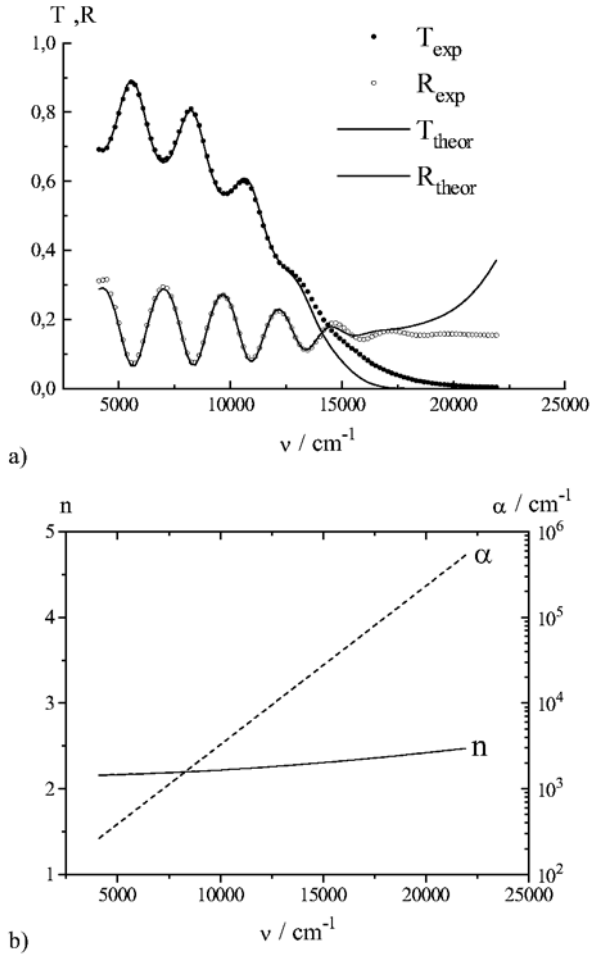 T ,R
1,0
0,8
0,6
0,4
0,2
0,0
T_exp
R_exp
T_theor
R_theor
5000 10000 15000 20000 25000
ν / cm⁻¹
a)
n
α / cm⁻¹
5
4
3
2
1
10⁶
10⁵
10⁴
10³
10²
α
n
5000 10000 15000 20000 25000
ν / cm⁻¹
b)